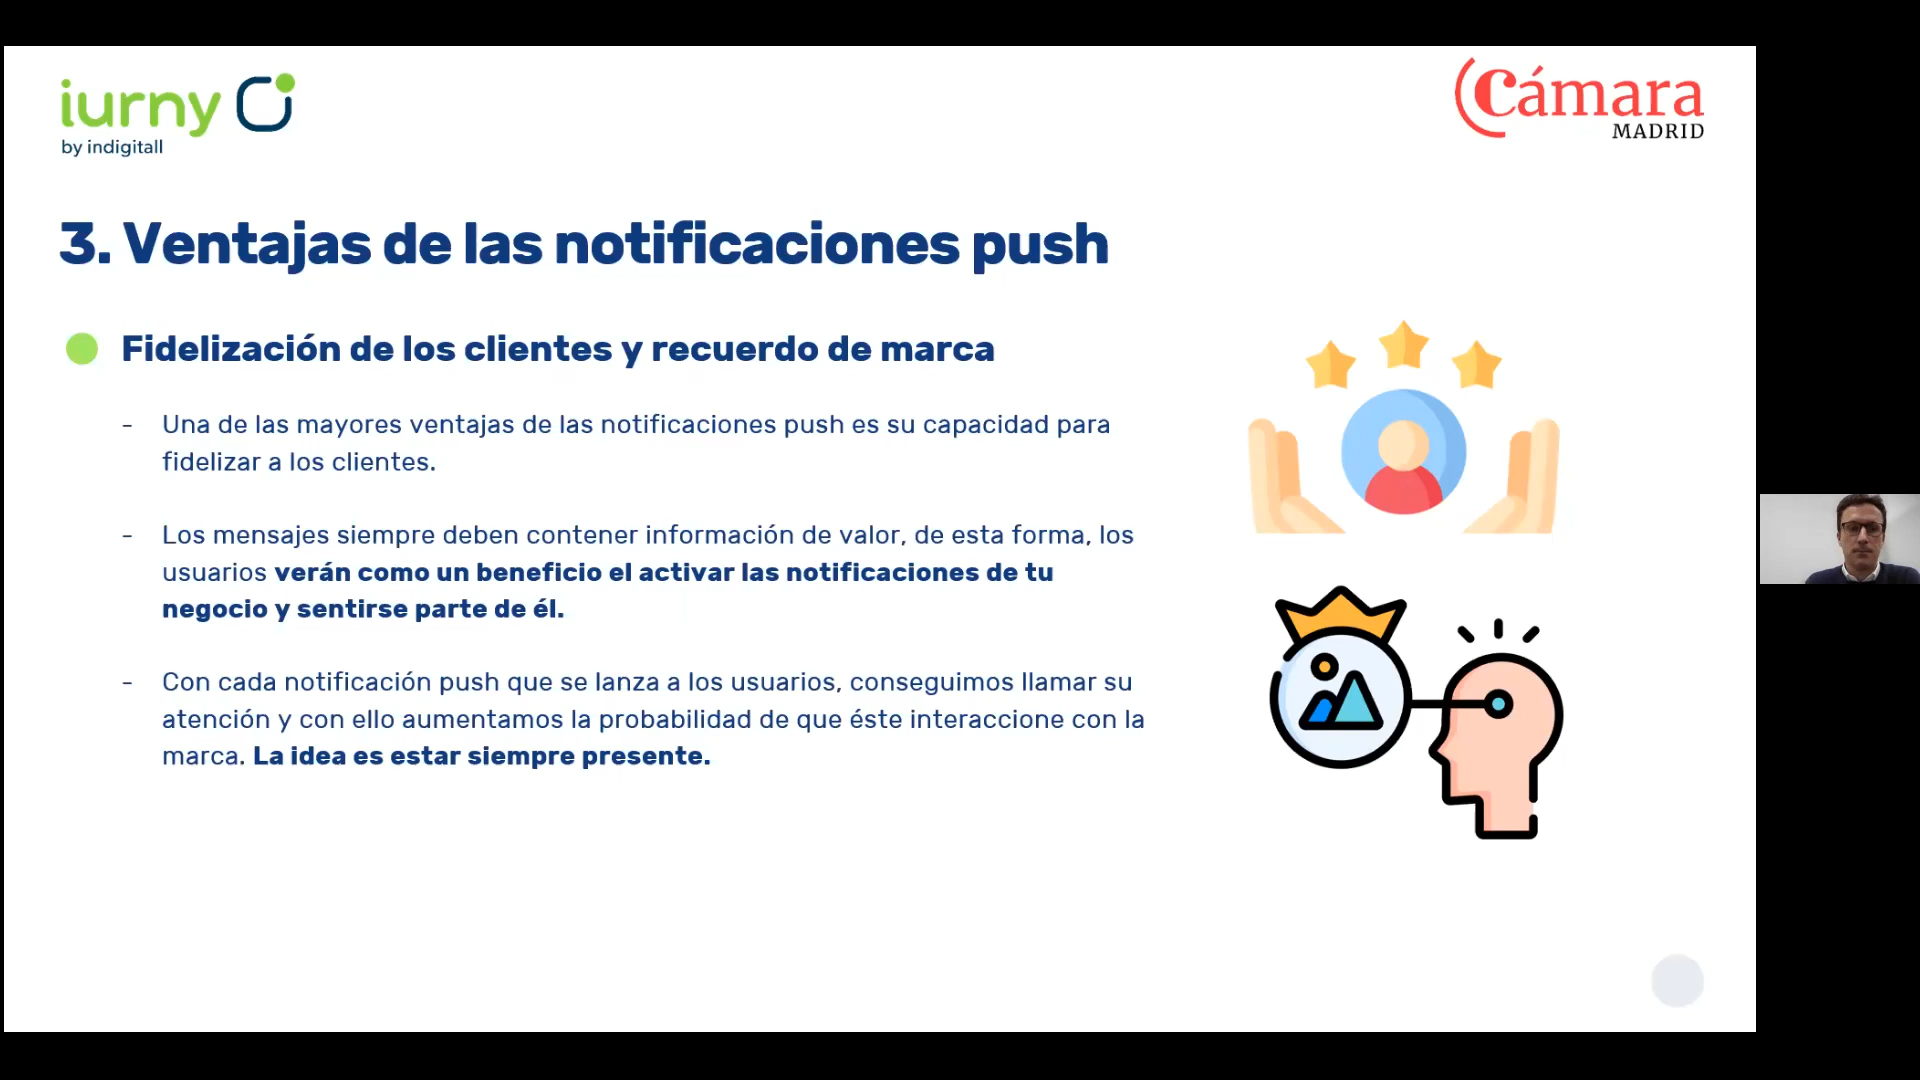 iurny
by indigitall
Cámara
MADRID
3. Ventajas de las notificaciones push
Fidelización de los clientes y recuerdo de marca
- Una de las mayores ventajas de las notificaciones push es su capacidad para
fidelizar a los clientes.
- Los mensajes siempre deben contener información de valor, de esta forma, los
usuarios verán como un beneficio el activar las notificaciones de tu
negocio y sentirse parte de él.
- Con cada notificación push que se lanza a los usuarios, conseguimos llamar su
atención y con ello aumentamos la probabilidad de que éste interaccione con la
marca. La idea es estar siempre presente.